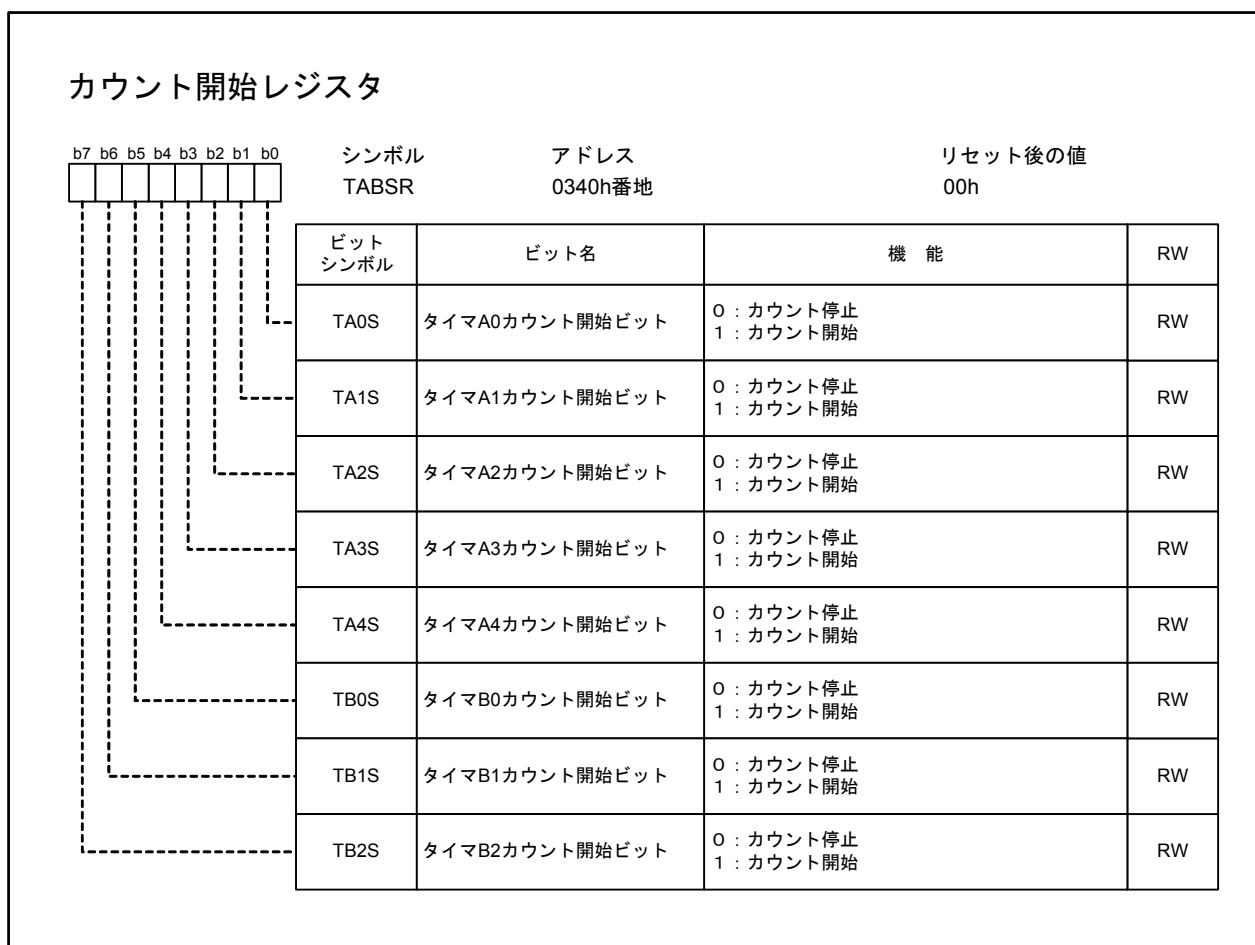 カウント開始レジスタ
b7 b6 b5 b4 b3 b2 b1 b0
シンボル アドレス リセット後の値
TABSR 0340h番地 00h
ビット
シンボル
ビット名 機 能 RW
TA0S タイマA0カウント開始ビット
0：カウント停止
1：カウント開始
RW
TA1S タイマA1カウント開始ビット
0：カウント停止
1：カウント開始
RW
TA2S タイマA2カウント開始ビット
0：カウント停止
1：カウント開始
RW
TA3S タイマA3カウント開始ビット
0：カウント停止
1：カウント開始
RW
TA4S タイマA4カウント開始ビット
0：カウント停止
1：カウント開始
RW
TB0S タイマB0カウント開始ビット
0：カウント停止
1：カウント開始
RW
TB1S タイマB1カウント開始ビット
0：カウント停止
1：カウント開始
RW
TB2S タイマB2カウント開始ビット
0：カウント停止
1：カウント開始
RW